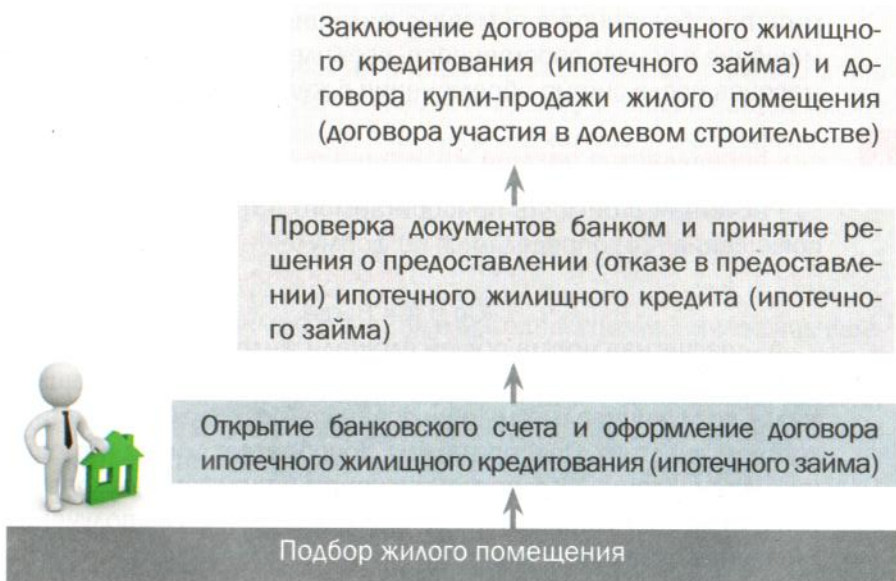 Заключение договора ипотечного жилищно-
го кредитования (ипотечного займа) и до-
говора купли-продажи жилого помещения
(договора участия в долевом строительстве)
Проверка документов банком и принятие ре-
шения о предоставлении (отказе в предоставле-
нии) ипотечного жилищного кредита (ипотечно-
го займа)
Открытие банковского счета и оформление договора
ипотечного жилищного кредитования (ипотечного займа)
Подбор жилого помещения